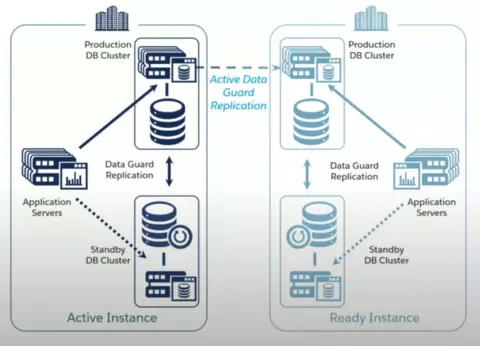 Production
DB Cluster
Active Data
Guard
Replication
Data Guard
Replication
Application
Servers
Standby
DB Cluster
Active Instance
Production
DB Cluster
Data Guard
Replication
Application
Servers
Standby
DB Cluster
Ready Instance